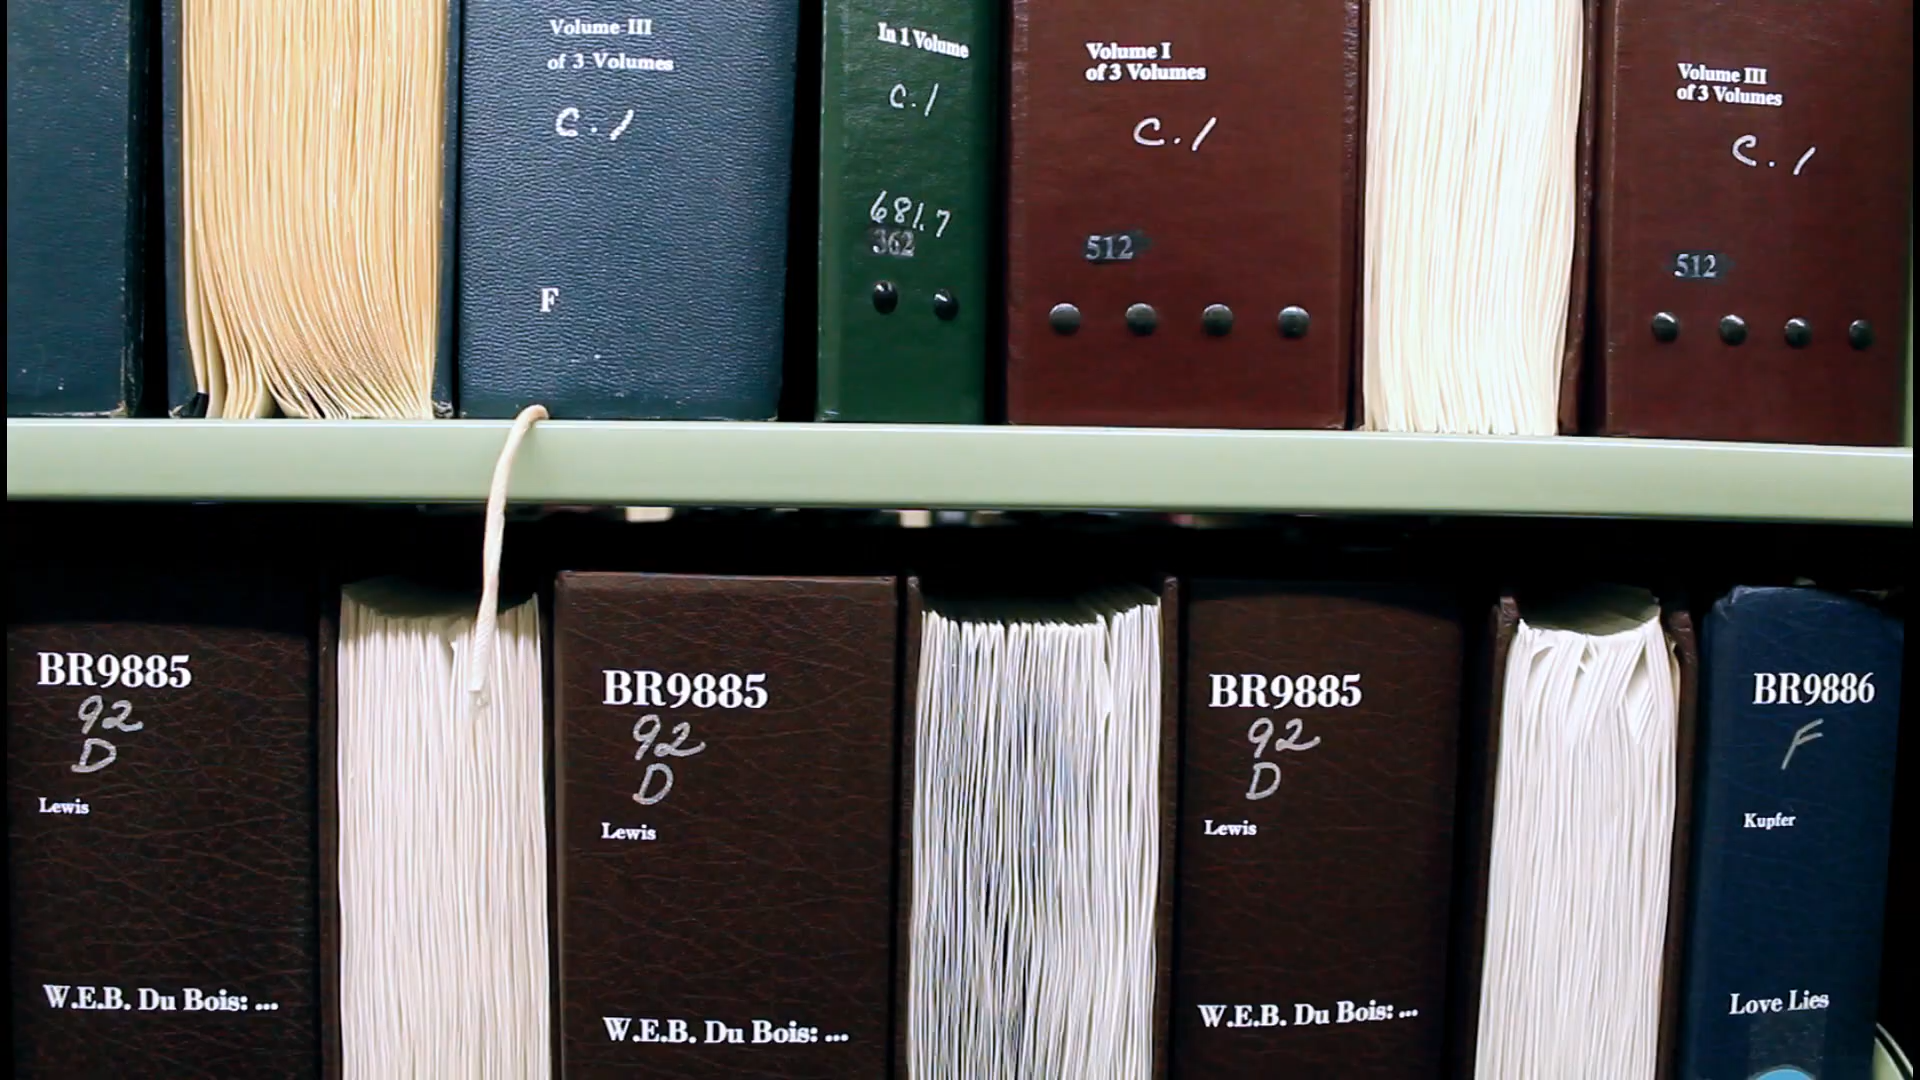 Volume III
of 3 Volumes
C.1
F
In 1 Volume
C.1
681.7
362
Volume I
of 3 Volumes
C.1
512
Volume III
of 3 Volumes
C.1
512
BR9885
92
D
Lewis
W.E.B. Du Bois: ...
BR9885
92
D
Lewis
W.E.B. Du Bois: ...
BR9885
92
D
Lewis
W.E.B. Du Bois: ...
BR9886
F
Kupfer
Love Lies